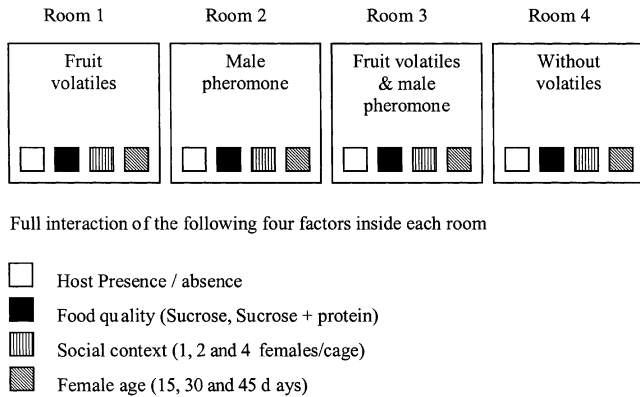 Room 1 Room 2 Room 3 Room 4
Fruit volatiles
Male pheromone
Fruit volatiles & male pheromone
Without volatiles
Full interaction of the following four factors inside each room
Host Presence / absence
Food quality (Sucrose, Sucrose + protein)
Social context (1, 2 and 4 females/cage)
Female age (15, 30 and 45 d ays)